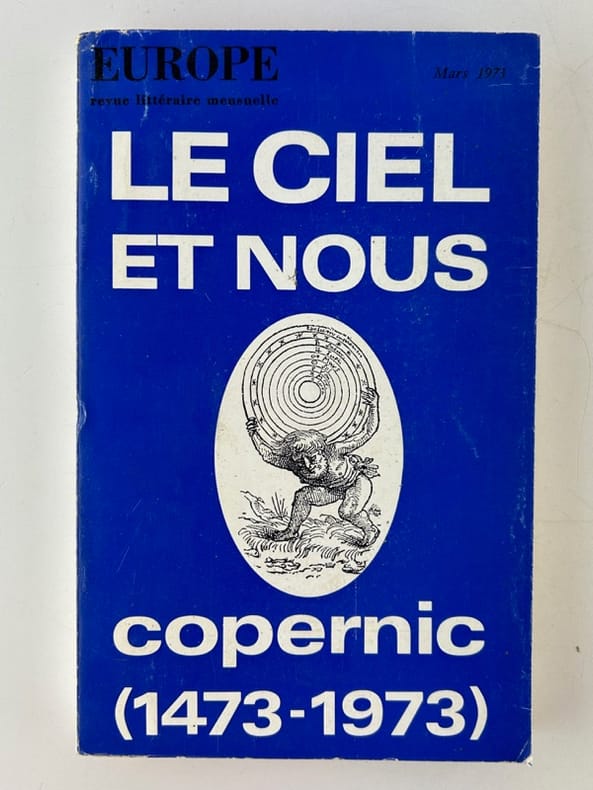 EUROPE
Mars 1973
revue littéraire mensuelle
LE CIEL
ET NOUS
copernic
(1473-1973)